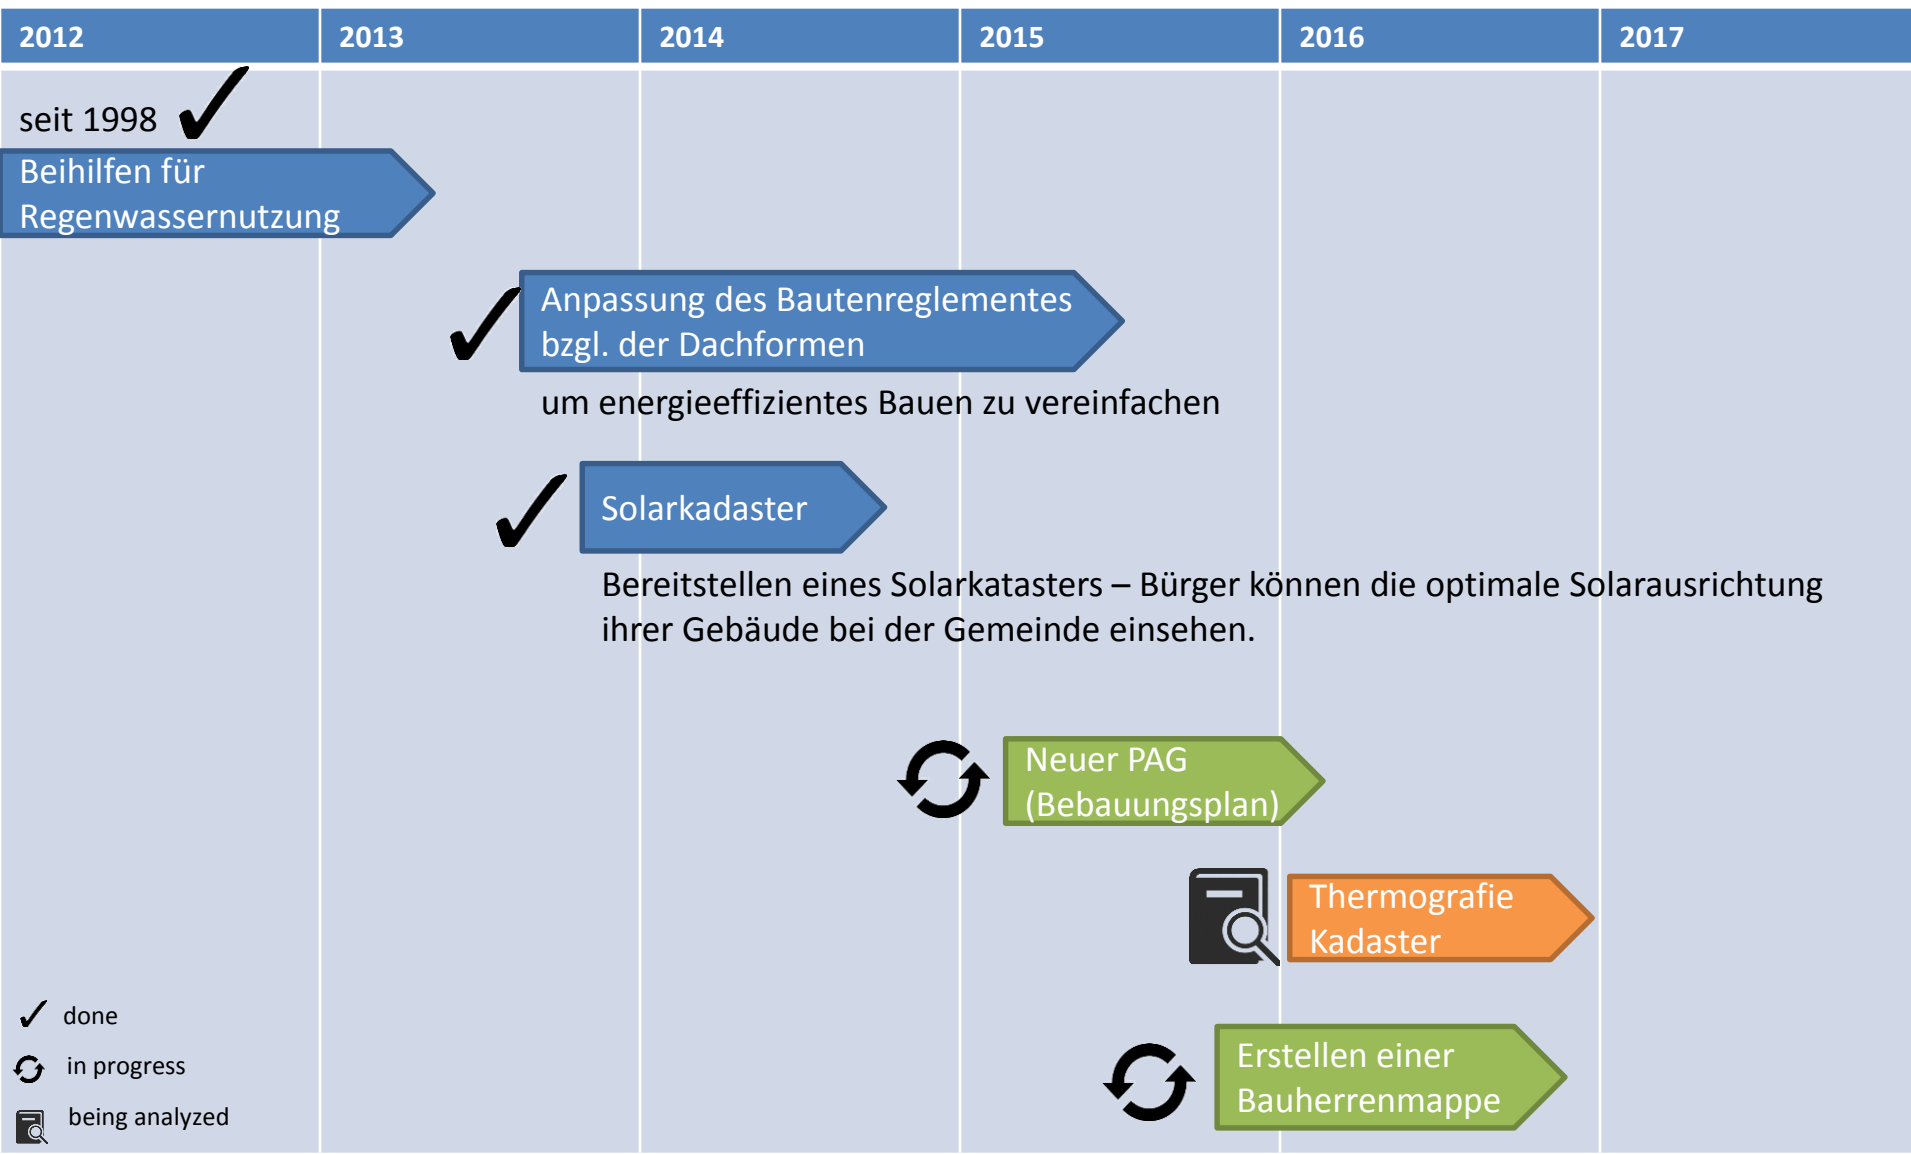 2012
2013
2014
2015
2016
2017
seit 1998
Beihilfen für
Regenwassernutzung
Anpassung des Bautenreglementes
bzgl. der Dachformen
um energieeffizientes Bauen zu vereinfachen
Solarkadaster
Bereitstellen eines Solarkatasters – Bürger können die optimale Solarausrichtung
ihrer Gebäude bei der Gemeinde einsehen.
Neuer PAG
(Bebauungsplan)
Thermografie
Kadaster
Erstellen einer
Bauherrenmappe
done
in progress
being analyzed